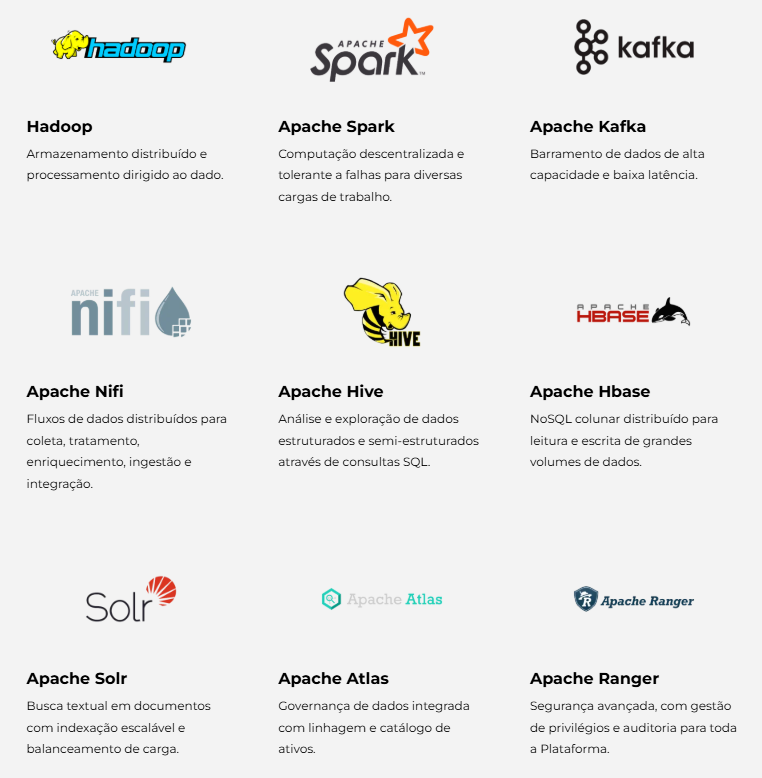 hadoop
APACHE
Spark™
kafka
Hadoop
Armazenamento distribuído e
processamento dirigido ao dado.
Apache Spark
Computação descentralizada e
tolerante a falhas para diversas
cargas de trabalho.
Apache Kafka
Barramento de dados de alta
capacidade e baixa latência.
APACHE
nifi
HIVE
APACHE
HBASE
Apache Nifi
Fluxos de dados distribuídos para
coleta, tratamento,
enriquecimento, ingestão e
integração.
Apache Hive
Análise e exploração de dados
estruturados e semi-estruturados
através de consultas SQL.
Apache Hbase
NoSQL colunar distribuído para
leitura e escrita de grandes
volumes de dados.
Solr
Apache Atlas
R Apache Ranger
Apache Solr
Busca textual em documentos
com indexação escalável e
balanceamento de carga.
Apache Atlas
Governança de dados integrada
com linhagem e catálogo de
ativos.
Apache Ranger
Segurança avançada, com gestão
de privilégios e auditoria para toda
a Plataforma.